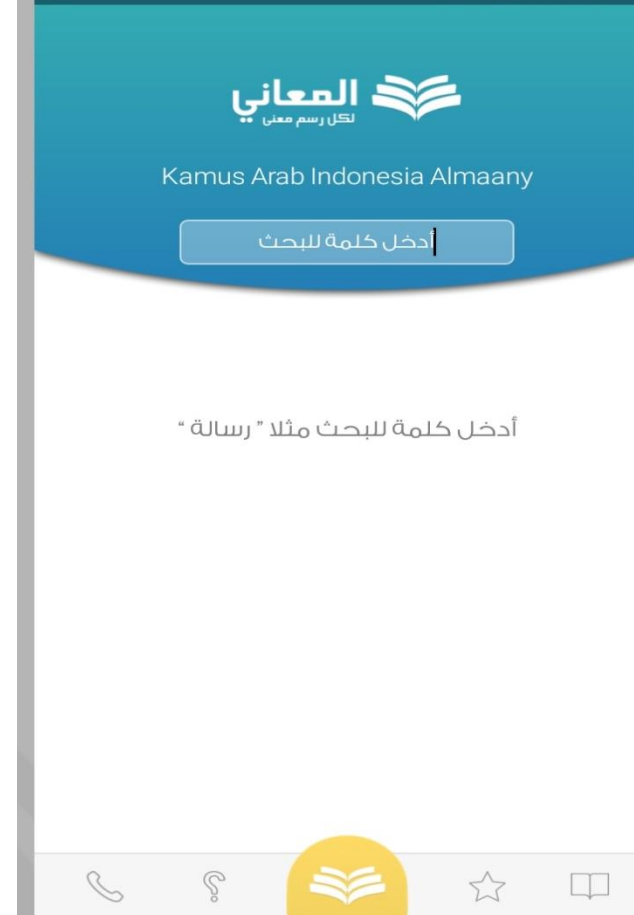 المعاني
لكل رسم معنى
Kamus Arab Indonesia Almaany
أدخل كلمة للبحث
أدخل كلمة للبحث مثلا " رسالة "